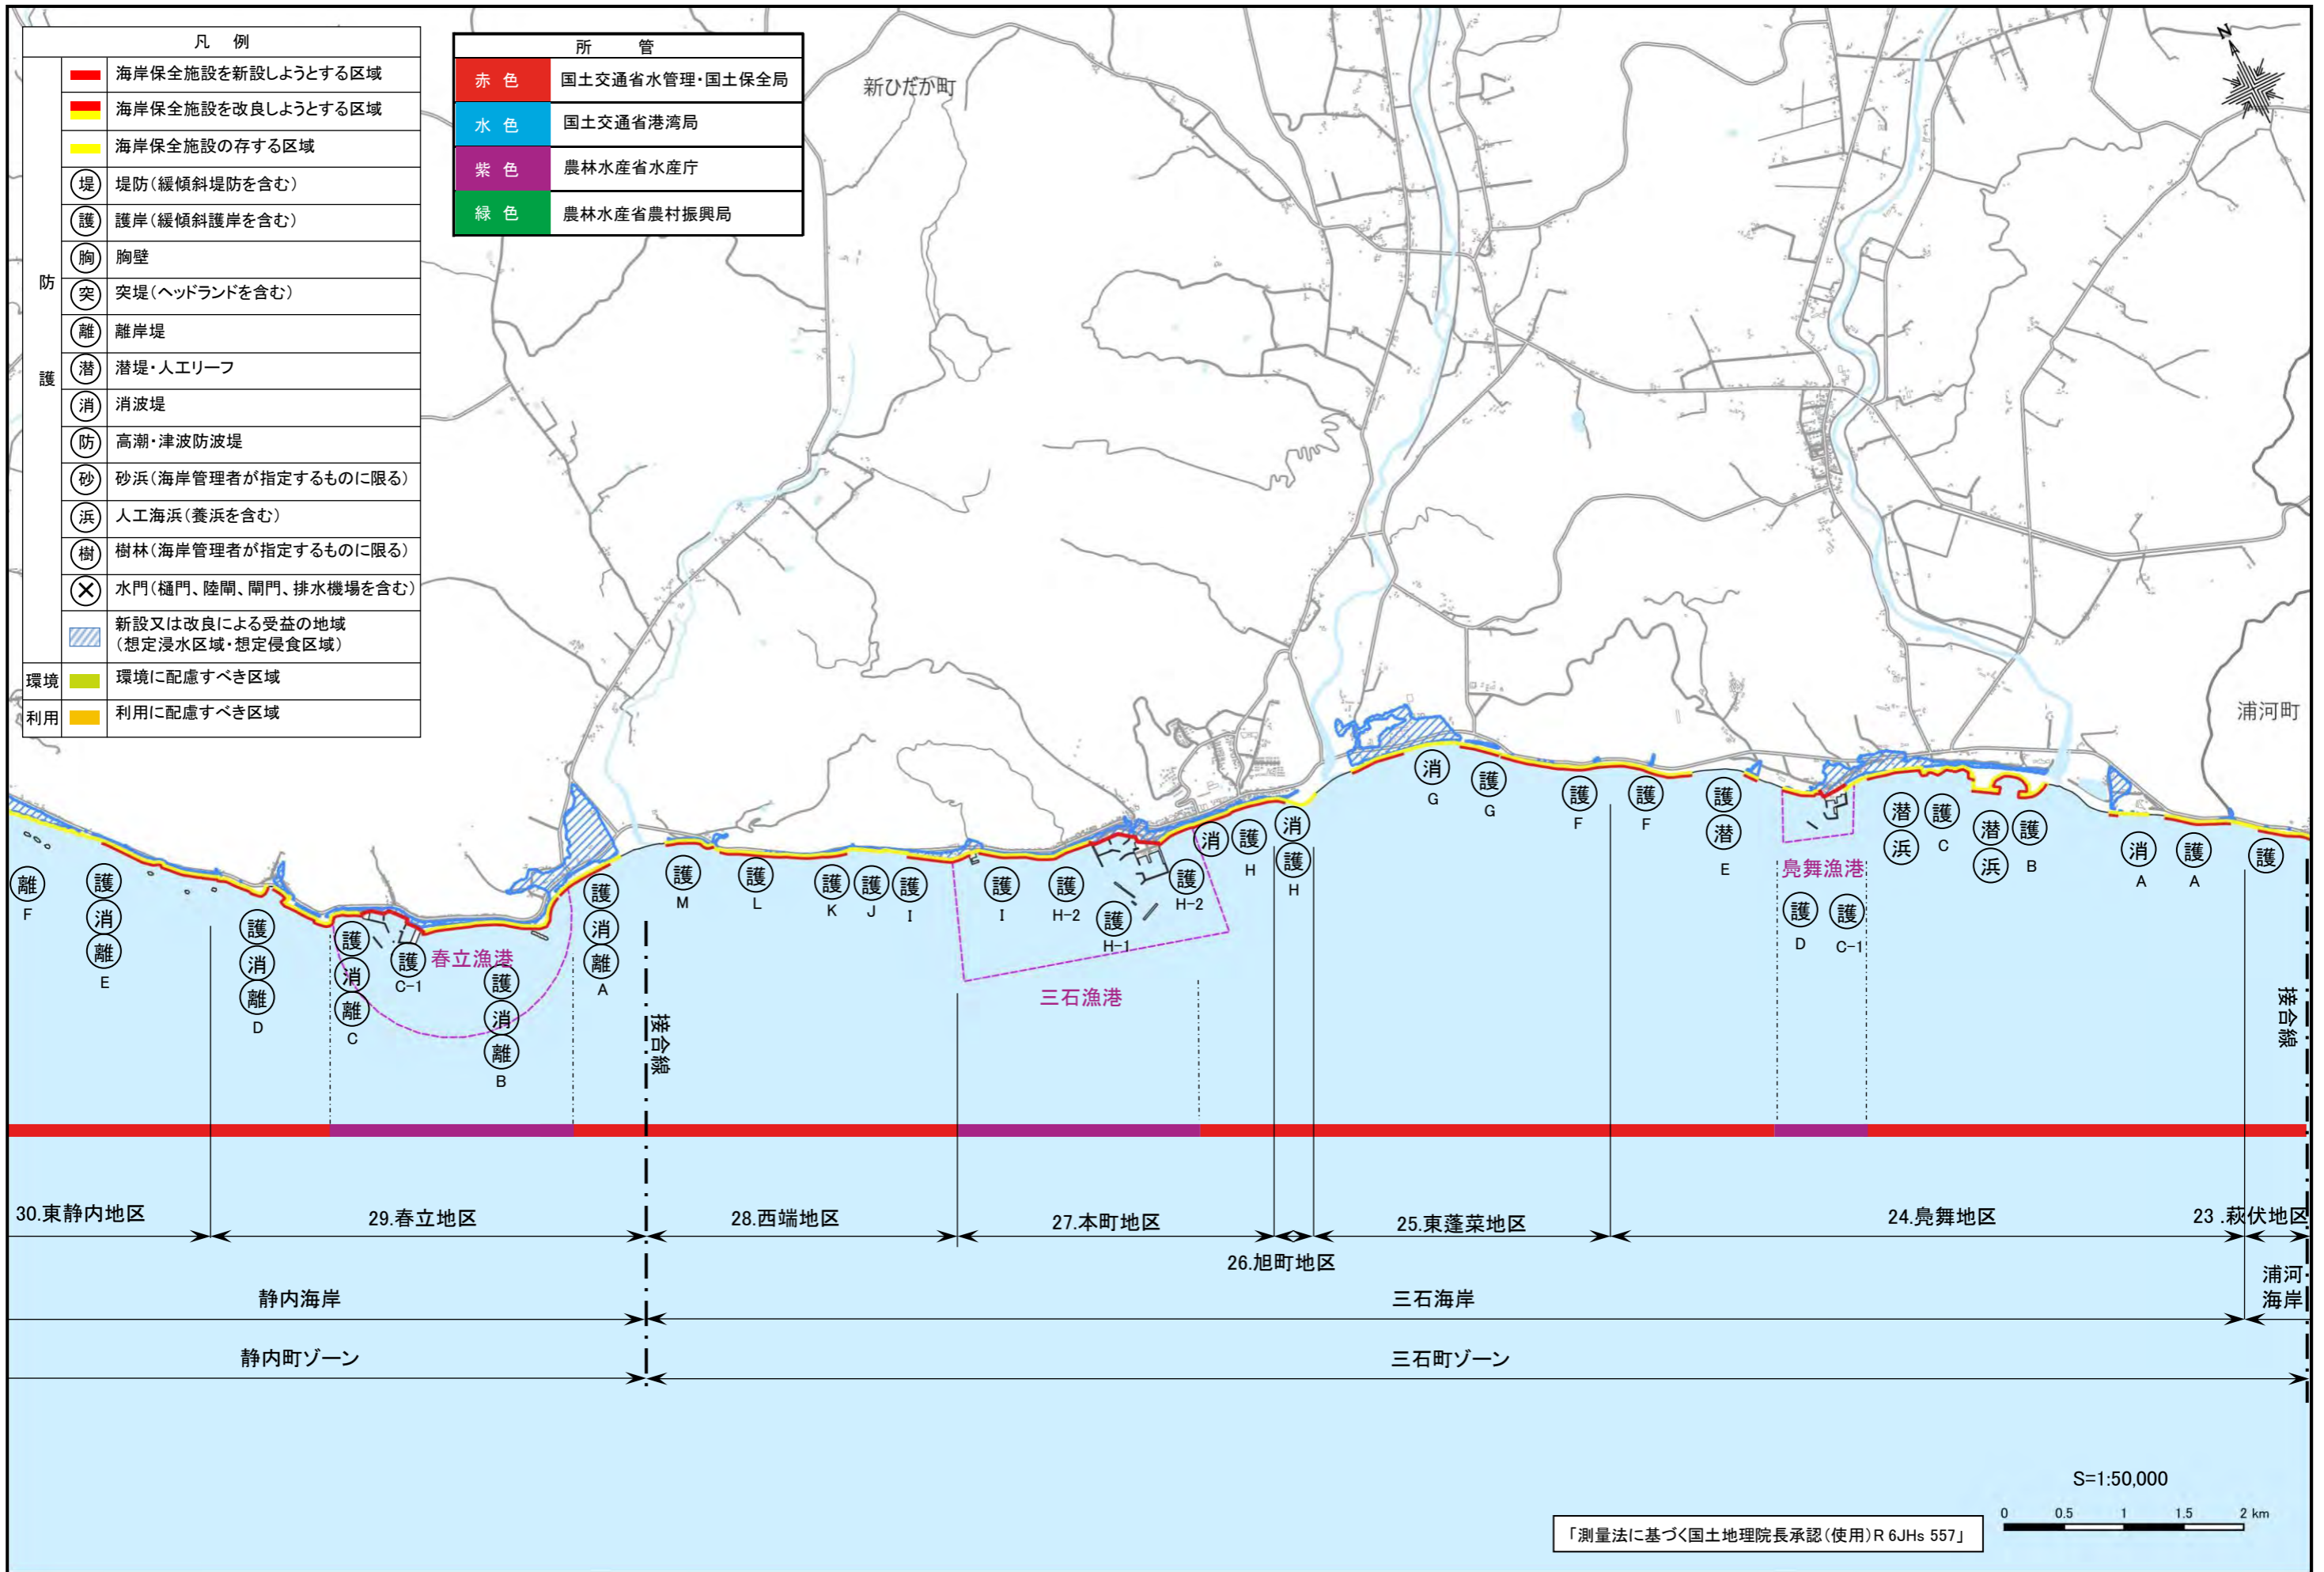 凡 例
防
護
海岸保全施設を新設しようとする区域
海岸保全施設を改良しようとする区域
海岸保全施設の存する区域
堤 堤防(緩傾斜堤防を含む)
護 護岸(緩傾斜護岸を含む)
胸 胸壁
突 突堤(ヘッドランドを含む)
離 離岸堤
潜 潜堤・人工リーフ
消 消波堤
防 高潮・津波防波堤
砂 砂浜(海岸管理者が指定するものに限る)
浜 人工海浜(養浜を含む)
樹 樹林(海岸管理者が指定するものに限る)
水門(樋門、陸閘、閘門、排水機場を含む)
新設又は改良による受益の地域
(想定浸水区域・想定侵食区域)
環境 環境に配慮すべき区域
利用 利用に配慮すべき区域
所 管
赤 色 国土交通省水管理・国土保全局
水 色 国土交通省港湾局
紫 色 農林水産省水産庁
緑 色 農林水産省農村振興局
新ひだか町
N
浦河町
離
F
護
消
離
E
護
消
離
D
護
消
離
C
護
C-1
春立漁港
護
消
離
B
護
消
離
A
接合線
護
M
護
L
護
K
護
J
護
I
護
I
護
H-2
護
H-1
護
H-2
三石漁港
消
護
H
消
護
H
消
G
護
G
護
F
護
F
護
潜
E
鳧舞漁港
護
D
護
C-1
潜
浜
護
C
潜
浜
護
B
消
A
護
A
護
接合線
30.東静内地区
29.春立地区
28.西端地区
27.本町地区
26.旭町地区
25.東蓬莱地区
24.鳧舞地区
23.萩伏地区
静内海岸
三石海岸
浦河
海岸
静内町ゾーン
三石町ゾーン
S=1:50,000
0 0.5 1 1.5 2 km
「測量法に基づく国土地理院長承認(使用)R 6JHs 557」